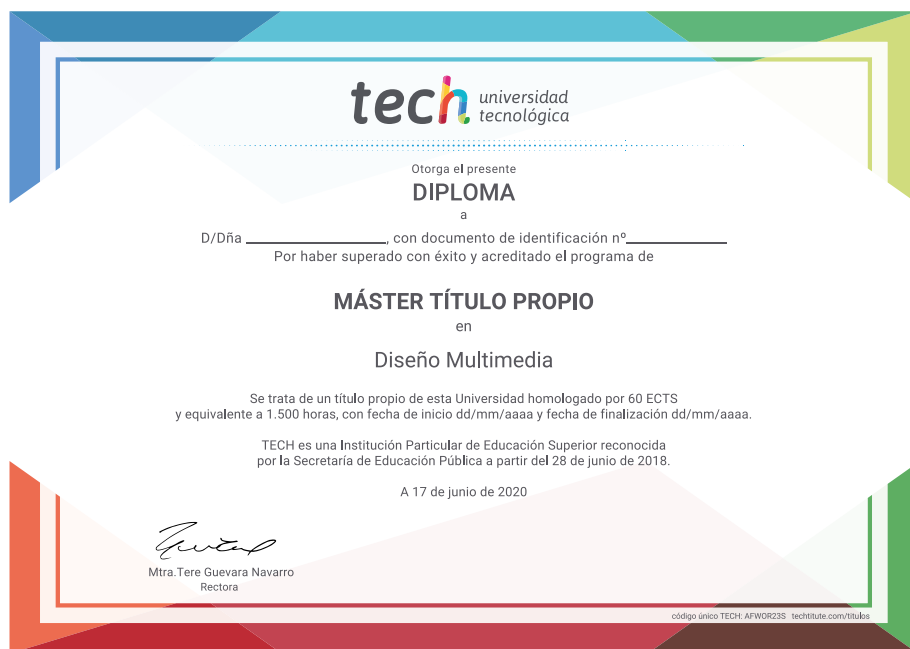 tech universidad
tecnológica
Otorga el presente
DIPLOMA
a
D/Dña ____________________, con documento de identificación nº______________
Por haber superado con éxito y acreditado el programa de
MÁSTER TÍTULO PROPIO
en
Diseño Multimedia
Se trata de un título propio de esta Universidad homologado por 60 ECTS
y equivalente a 1.500 horas, con fecha de inicio dd/mm/aaaa y fecha de finalización dd/mm/aaaa.
TECH es una Institución Particular de Educación Superior reconocida
por la Secretaría de Educación Pública a partir del 28 de junio de 2018.
A 17 de junio de 2020
Mtra.Tere Guevara Navarro
Rectora
código único TECH: AFWOR23S techtitute.com/titulos